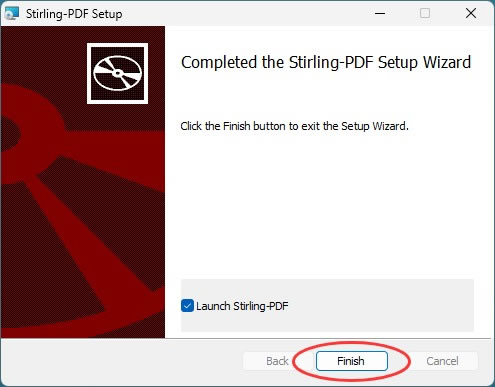 Stirling-PDF Setup
Completed the Stirling-PDF Setup Wizard
Click the Finish button to exit the Setup Wizard.
Launch Stirling-PDF
Back Finish Cancel